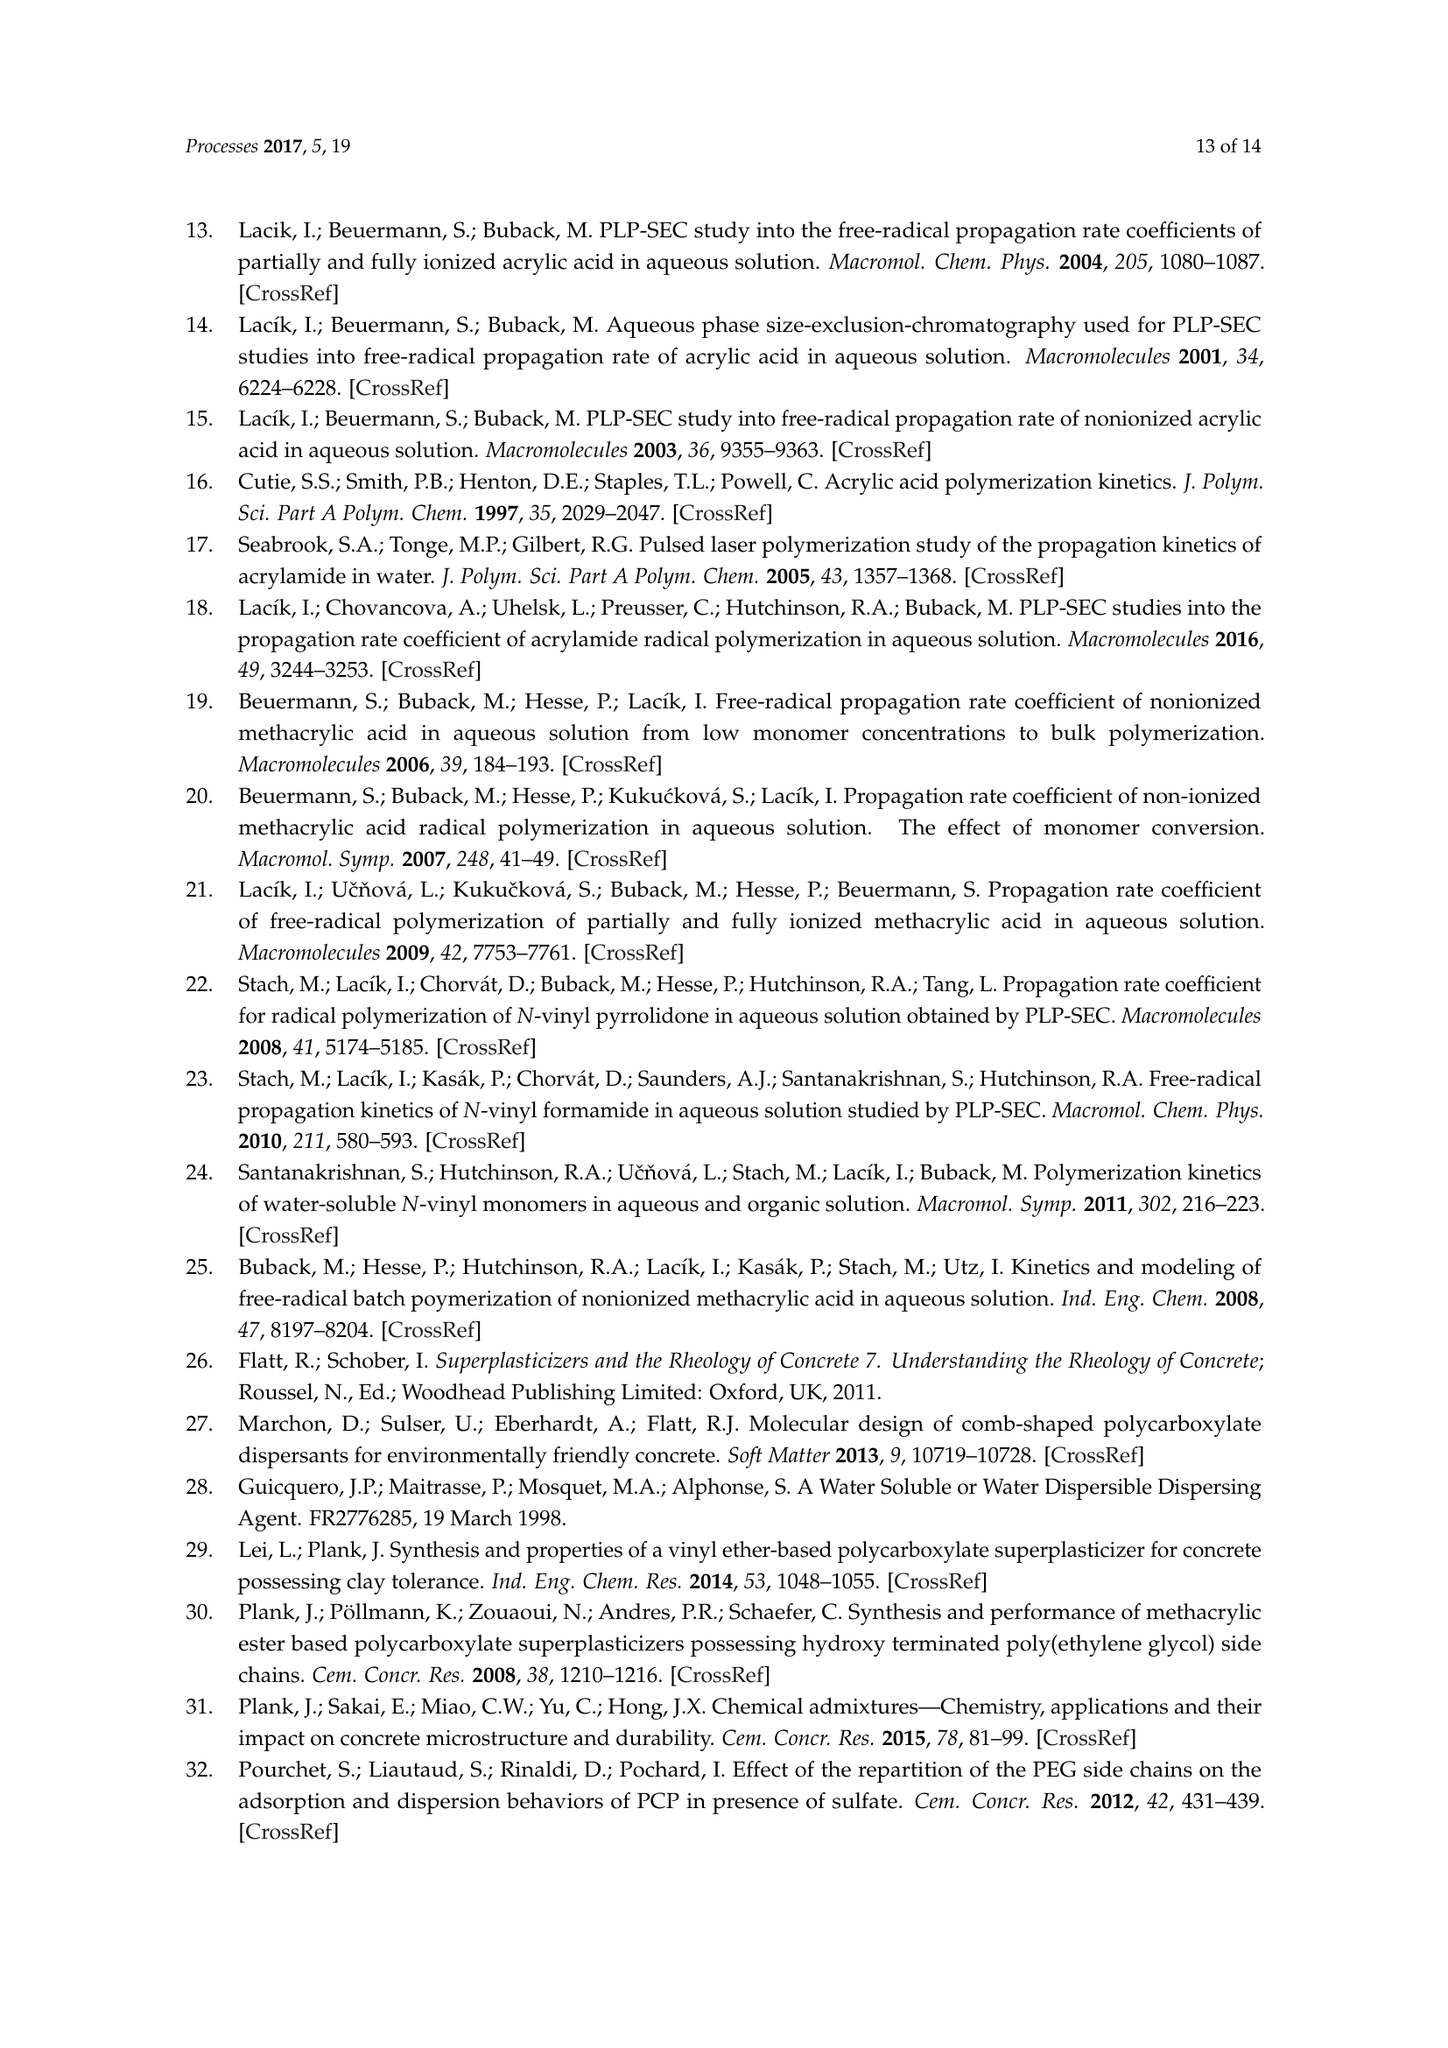 Processes 2017, 5, 19
13 of 14
13. Lacik, I.; Beuermann, S.; Buback, M. PLP-SEC study into the free-radical propagation rate coefficients of
partially and fully ionized acrylic acid in aqueous solution. Macromol. Chem. Phys. 2004, 205, 1080–1087.
[CrossRef]
14. Lacík, I.; Beuermann, S.; Buback, M. Aqueous phase size-exclusion-chromatography used for PLP-SEC
studies into free-radical propagation rate of acrylic acid in aqueous solution. Macromolecules 2001, 34,
6224–6228. [CrossRef]
15. Lacík, I.; Beuermann, S.; Buback, M. PLP-SEC study into free-radical propagation rate of nonionized acrylic
acid in aqueous solution. Macromolecules 2003, 36, 9355–9363. [CrossRef]
16. Cutie, S.S.; Smith, P.B.; Henton, D.E.; Staples, T.L.; Powell, C. Acrylic acid polymerization kinetics. J. Polym.
Sci. Part A Polym. Chem. 1997, 35, 2029–2047. [CrossRef]
17. Seabrook, S.A.; Tonge, M.P.; Gilbert, R.G. Pulsed laser polymerization study of the propagation kinetics of
acrylamide in water. J. Polym. Sci. Part A Polym. Chem. 2005, 43, 1357–1368. [CrossRef]
18. Lacík, I.; Chovancova, A.; Uhelsk, L.; Preusser, C.; Hutchinson, R.A.; Buback, M. PLP-SEC studies into the
propagation rate coefficient of acrylamide radical polymerization in aqueous solution. Macromolecules 2016,
49, 3244–3253. [CrossRef]
19. Beuermann, S.; Buback, M.; Hesse, P.; Lacík, I. Free-radical propagation rate coefficient of nonionized
methacrylic acid in aqueous solution from low monomer concentrations to bulk polymerization.
Macromolecules 2006, 39, 184–193. [CrossRef]
20. Beuermann, S.; Buback, M.; Hesse, P.; Kukućková, S.; Lacík, I. Propagation rate coefficient of non-ionized
methacrylic acid radical polymerization in aqueous solution. The effect of monomer conversion.
Macromol. Symp. 2007, 248, 41–49. [CrossRef]
21. Lacík, I.; Učňová, L.; Kukučková, S.; Buback, M.; Hesse, P.; Beuermann, S. Propagation rate coefficient
of free-radical polymerization of partially and fully ionized methacrylic acid in aqueous solution.
Macromolecules 2009, 42, 7753–7761. [CrossRef]
22. Stach, M.; Lacík, I.; Chorvát, D.; Buback, M.; Hesse, P.; Hutchinson, R.A.; Tang, L. Propagation rate coefficient
for radical polymerization of N-vinyl pyrrolidone in aqueous solution obtained by PLP-SEC. Macromolecules
2008, 41, 5174–5185. [CrossRef]
23. Stach, M.; Lacík, I.; Kasák, P.; Chorvát, D.; Saunders, A.J.; Santanakrishnan, S.; Hutchinson, R.A. Free-radical
propagation kinetics of N-vinyl formamide in aqueous solution studied by PLP-SEC. Macromol. Chem. Phys.
2010, 211, 580–593. [CrossRef]
24. Santanakrishnan, S.; Hutchinson, R.A.; Učňová, L.; Stach, M.; Lacík, I.; Buback, M. Polymerization kinetics
of water-soluble N-vinyl monomers in aqueous and organic solution. Macromol. Symp. 2011, 302, 216–223.
[CrossRef]
25. Buback, M.; Hesse, P.; Hutchinson, R.A.; Lacík, I.; Kasák, P.; Stach, M.; Utz, I. Kinetics and modeling of
free-radical batch poymerization of nonionized methacrylic acid in aqueous solution. Ind. Eng. Chem. 2008,
47, 8197–8204. [CrossRef]
26. Flatt, R.; Schober, I. Superplasticizers and the Rheology of Concrete 7. Understanding the Rheology of Concrete;
Roussel, N., Ed.; Woodhead Publishing Limited: Oxford, UK, 2011.
27. Marchon, D.; Sulser, U.; Eberhardt, A.; Flatt, R.J. Molecular design of comb-shaped polycarboxylate
dispersants for environmentally friendly concrete. Soft Matter 2013, 9, 10719–10728. [CrossRef]
28. Guicquero, J.P.; Maitrasse, P.; Mosquet, M.A.; Alphonse, S. A Water Soluble or Water Dispersible Dispersing
Agent. FR2776285, 19 March 1998.
29. Lei, L.; Plank, J. Synthesis and properties of a vinyl ether-based polycarboxylate superplasticizer for concrete
possessing clay tolerance. Ind. Eng. Chem. Res. 2014, 53, 1048–1055. [CrossRef]
30. Plank, J.; Pöllmann, K.; Zouaoui, N.; Andres, P.R.; Schaefer, C. Synthesis and performance of methacrylic
ester based polycarboxylate superplasticizers possessing hydroxy terminated poly(ethylene glycol) side
chains. Cem. Concr. Res. 2008, 38, 1210–1216. [CrossRef]
31. Plank, J.; Sakai, E.; Miao, C.W.; Yu, C.; Hong, J.X. Chemical admixtures—Chemistry, applications and their
impact on concrete microstructure and durability. Cem. Concr. Res. 2015, 78, 81–99. [CrossRef]
32. Pourchet, S.; Liautaud, S.; Rinaldi, D.; Pochard, I. Effect of the repartition of the PEG side chains on the
adsorption and dispersion behaviors of PCP in presence of sulfate. Cem. Concr. Res. 2012, 42, 431–439.
[CrossRef]